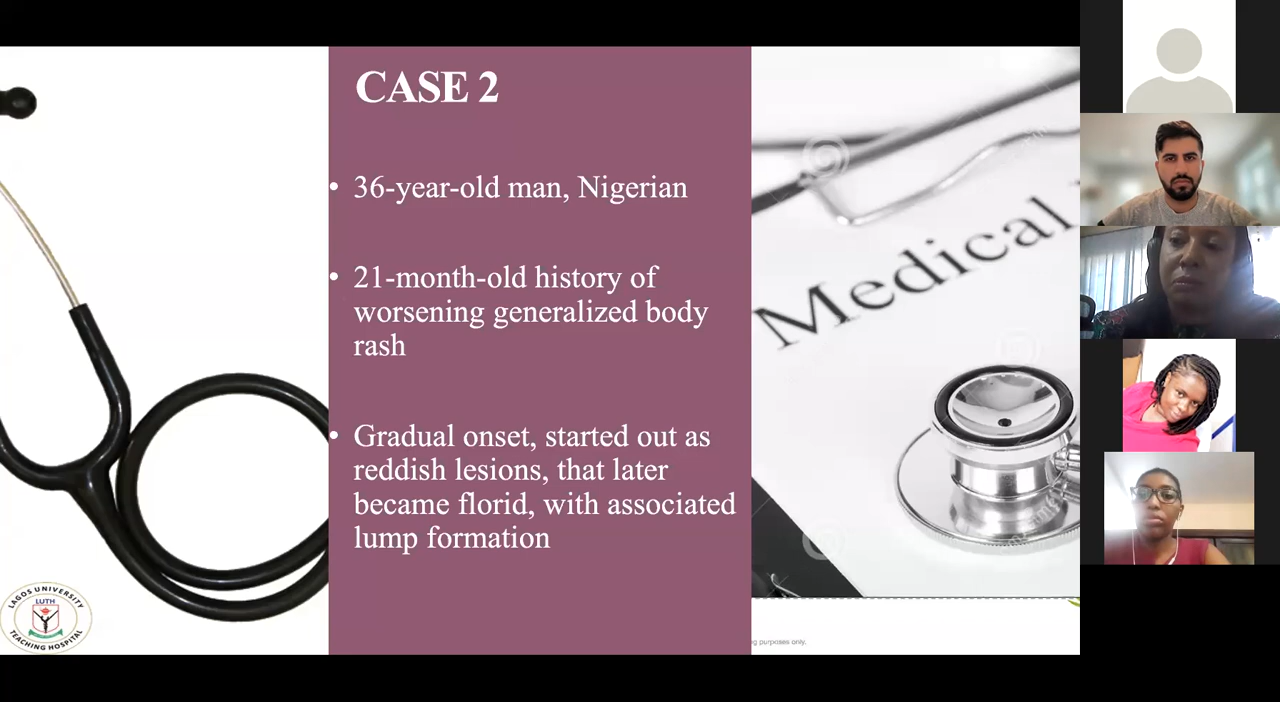 CASE 2
• 36-year-old man, Nigerian
• 21-month-old history of
worsening generalized body
rash
• Gradual onset, started out as
reddish lesions, that later
became florid, with associated
lump formation
Medical
LAGOS UNIVERSITY
LUTH
TEACHING HOSPITAL
purposes only.